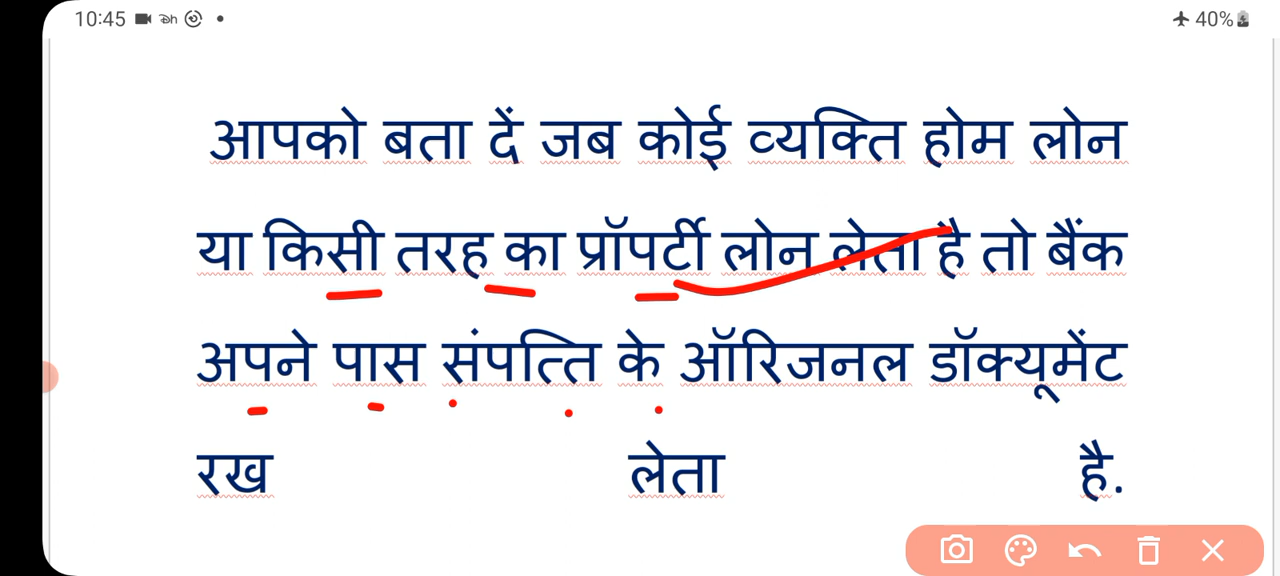 10:45 40%
आपको बता दें जब कोई व्यक्ति होम लोन
या किसी तरह का प्रॉपर्टी लोन लेता है तो बैंक
अपने पास संपत्ति के ऑरिजनल डॉक्यूमेंट
रख लेता है.